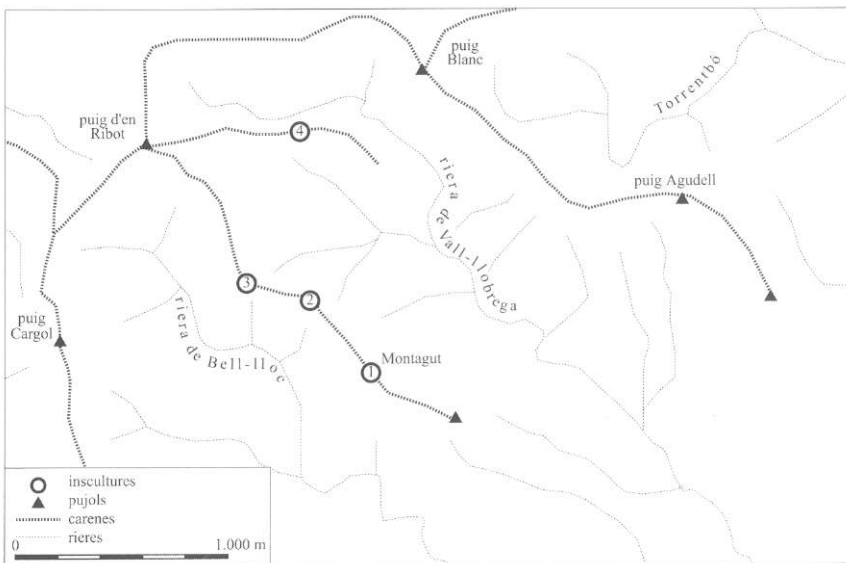 puig
Blanc
Torrentbó
puig d'en
Ribot
4
riera de Vall-llobrega
puig Agudell
3
2
puig
Cargol
riera de Bell-lloc
Montagut
1
inscultures
pujols
carenes
rieres
0
1.000 m